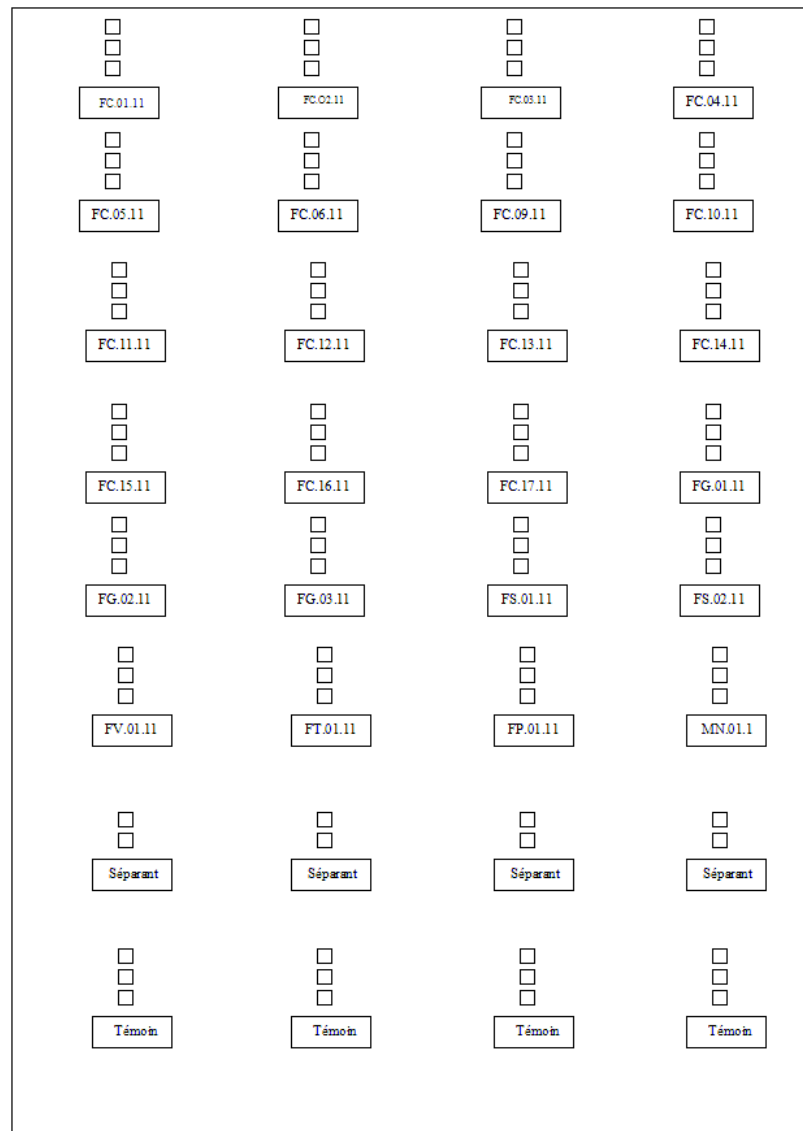 FC.01.11 FC.O2.11 FC.03.11 FC.04.11
FC.05.11 FC.06.11 FC.09.11 FC.10.11
FC.11.11 FC.12.11 FC.13.11 FC.14.11
FC.15.11 FC.16.11 FC.17.11 FG.01.11
FG.02.11 FG.03.11 FS.01.11 FS.02.11
FV.01.11 FT.01.11 FP.01.11 MN.01.1
Séparant Séparant Séparant Séparant
Témoin Témoin Témoin Témoin